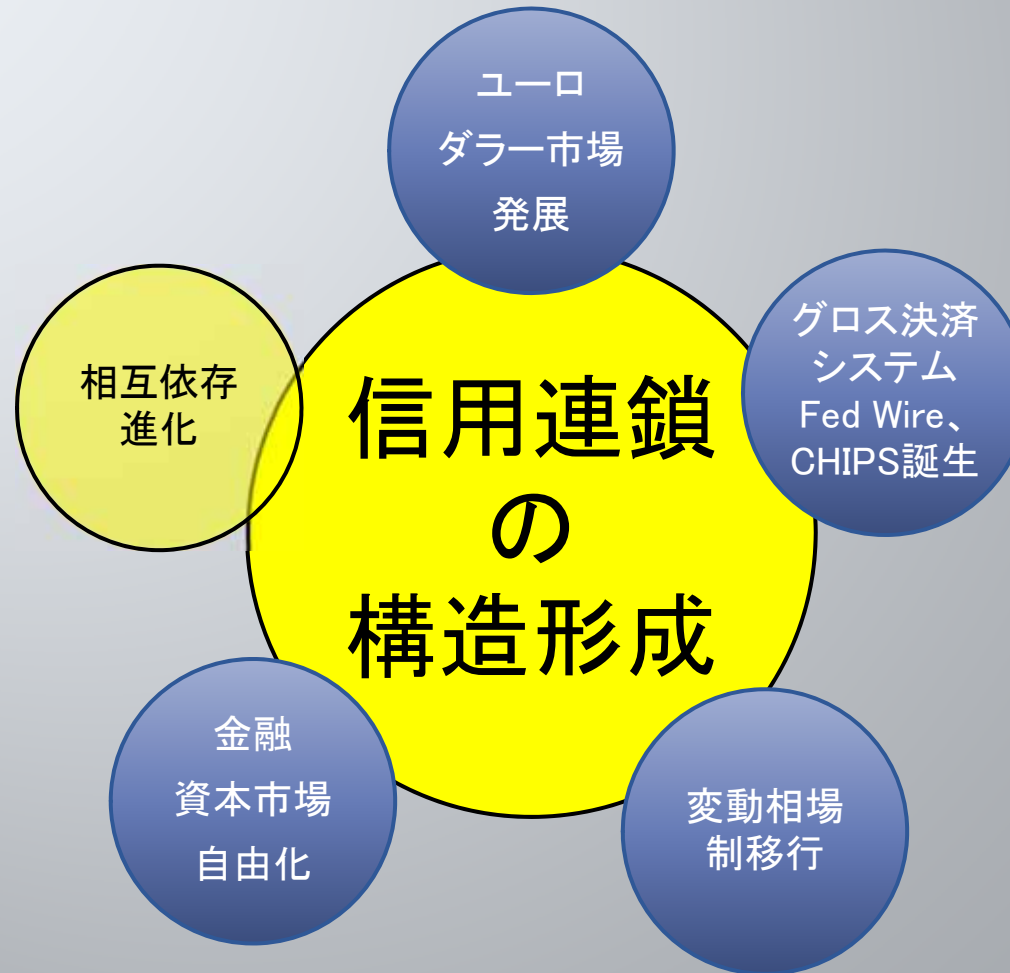 ユーロ
ダラー市場
発展
グロス決済
システム
Fed Wire、
CHIPS誕生
相互依存
進化
信用連鎖
の
構造形成
金融
資本市場
自由化
変動相場
制移行